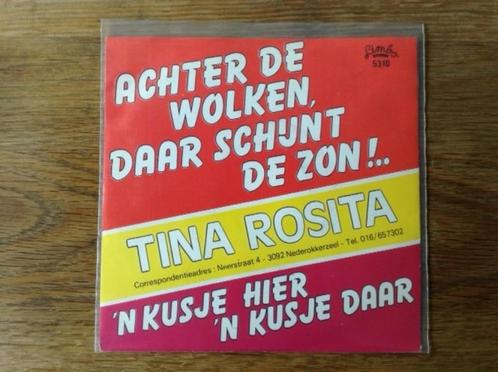 5310
ACHTER DE
WOLKEN,
DAAR SCHIJNT
DE ZON!..
TINA ROSITA
Correspondentieadres : Neerstraat 4 - 3092 Nederokkerzeel - Tel. 016/657302
'N KUSJE HIER
'N KUSJE DAAR